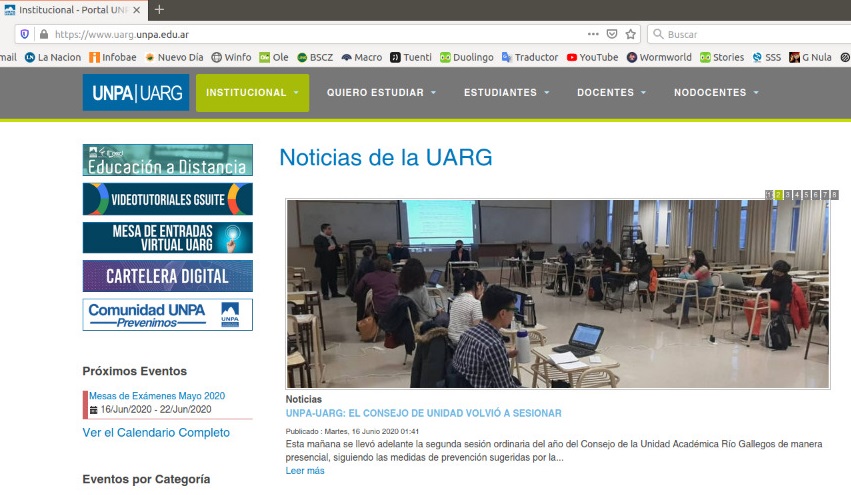 Institucional - Portal UN
https://www.uarg.unpa.edu.ar
Buscar
mail La Nacion Infobae Nuevo Día Winfo Ole BSCZ Macro Tuenti Duolingo Traductor YouTube Wormworld Stories SSS G Nula
UNPA|UARG
INSTITUCIONAL QUIERO ESTUDIAR ESTUDIANTES DOCENTES NODOCENTES
Educación a Distancia
VIDEOTUTORIALES GSUITE
MESA DE ENTRADAS
VIRTUAL UARG
CARTELERA DIGITAL
Comunidad UNPA
Prevenimos
UNPA
Próximos Eventos
Mesas de Exámenes Mayo 2020
16/Jun/2020 - 22/Jun/2020
Ver el Calendario Completo
Eventos por Categoría
Noticias de la UARG
1 2 3 4 5 6 7 8
Noticias
UNPA-UARG: EL CONSEJO DE UNIDAD VOLVIÓ A SESIONAR
Publicado : Martes, 16 Junio 2020 01:41
Esta mañana se llevó adelante la segunda sesión ordinaria del año del Consejo de la Unidad Académica Río Gallegos de manera
presencial, siguiendo las medidas de prevención sugeridas por la...
Leer más